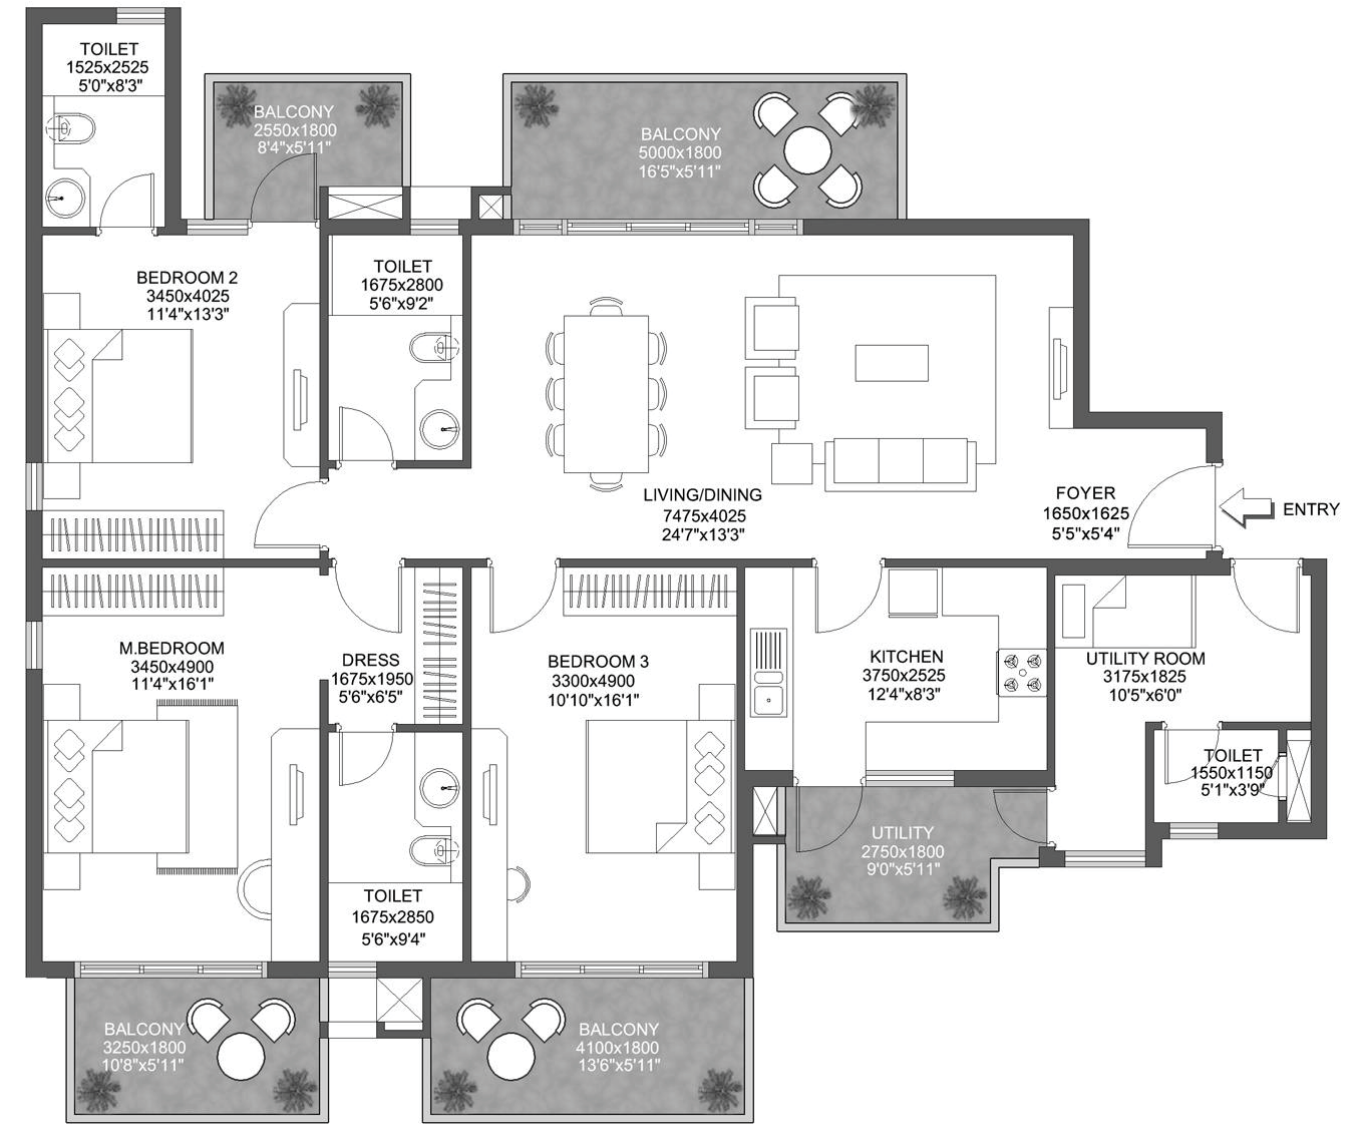 TOILET
1525x2525
5'0"x8'3"
BALCONY
2550x1800
8'4"x5'11"
BALCONY
5000x1800
16'5"x5'11"
BEDROOM 2
3450x4025
11'4"x13'3"
TOILET
1675x2800
5'6"x9'2"
LIVING/DINING
7475x4025
24'7"x13'3"
FOYER
1650x1625
5'5"x5'4"
ENTRY
M.BEDROOM
3450x4900
11'4"x16'1"
DRESS
1675x1950
5'6"x6'5"
BEDROOM 3
3300x4900
10'10"x16'1"
KITCHEN
3750x2525
12'4"x8'3"
UTILITY ROOM
3175x1825
10'5"x6'0"
TOILET
1550x1150
5'1"x3'9"
UTILITY
2750x1800
9'0"x5'11"
TOILET
1675x2850
5'6"x9'4"
BALCONY
3250x1800
10'8"x5'11"
BALCONY
4100x1800
13'6"x5'11"